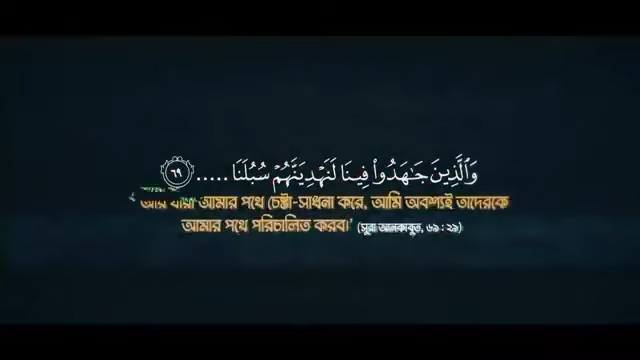 وَالَّذِينَ جَـٰهَدُوا۟ فِينَا لَنَهْدِيَنَّهُمْ سُبُلَنَا ..... ٦٩
আর যারা আমার পথে চেষ্টা-সাধনা করে, আমি অবশ্যই তাদেরকে
আমার পথে পরিচালিত করব।’ (সূরা আনকাবুত, ৬৯ : ২৯)